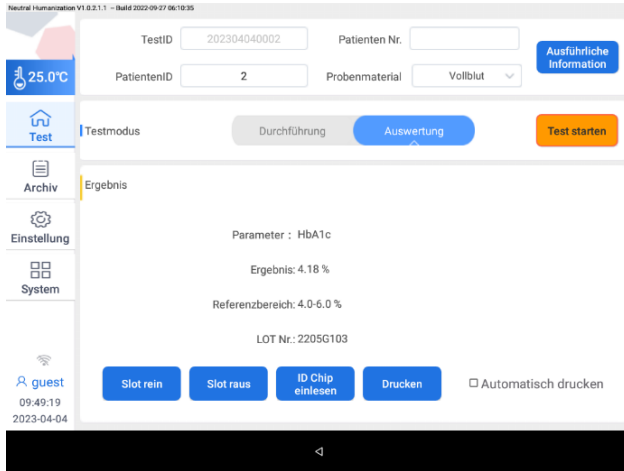 Neutral Humanization V1.0.2.1.1 - Build 2022-09-27 06:10:35
TestID 202304040002 Patienten Nr.
Ausführliche
Information
25.0℃
PatientenID 2 Probenmaterial Vollblut
Test
Testmodus Durchführung Auswertung Test starten
Archiv
Ergebnis
Einstellung
Parameter : HbA1c
System
Ergebnis: 4.18 %
Referenzbereich: 4.0-6.0 %
LOT Nr.: 2205G103
guest
Slot rein Slot raus
ID Chip
einlesen
Drucken Automatisch drucken
09:49:19
2023-04-04